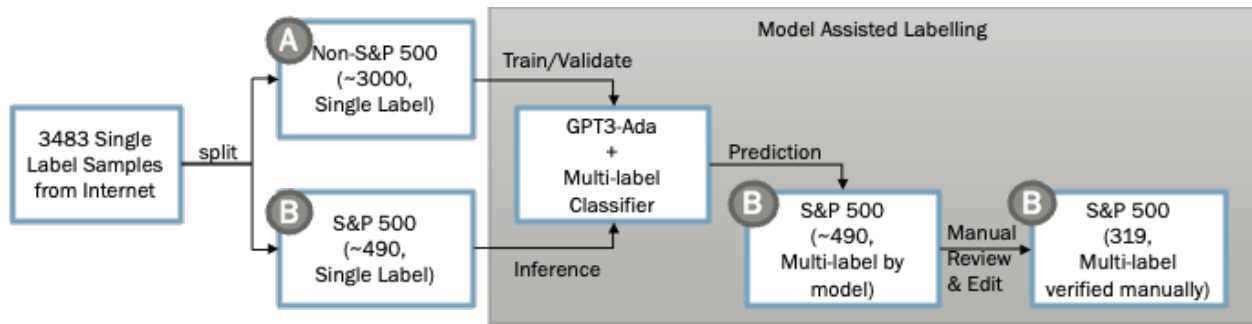 3483 Single
Label Samples
from Internet
split
A
Non-S&P 500
(~3000,
Single Label)
B
S&P 500
(~490,
Single Label)
Model Assisted Labelling
Train/Validate
Inference
GPT3-Ada
+
Multi-label
Classifier
Prediction
B
S&P 500
(~490,
Multi-label by
model)
Manual
Review
& Edit
B
S&P 500
(319,
Multi-label
verified manually)